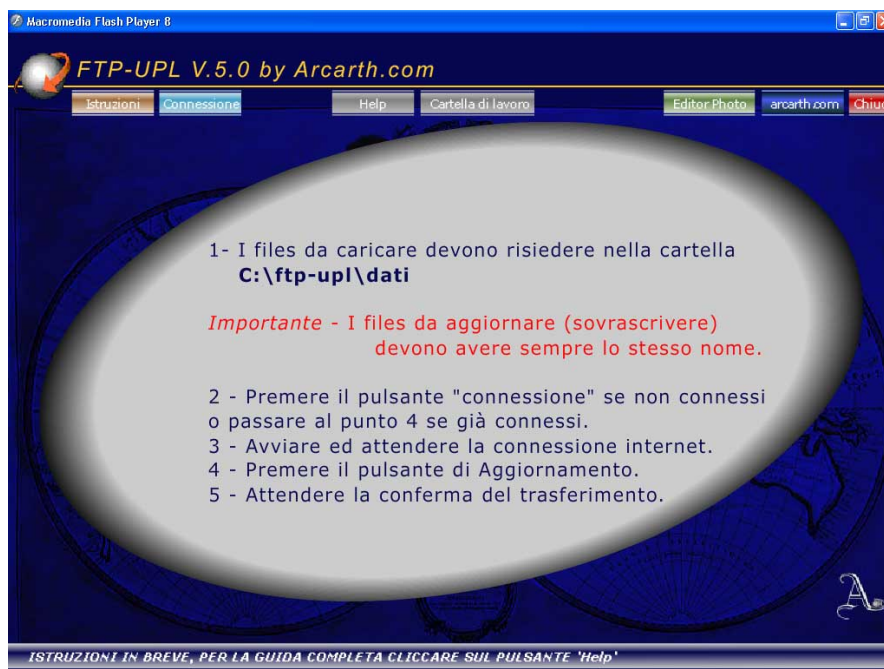 Macromedia Flash Player 8
FTP-UPL V.5.0 by Arcarth.com
Istruzioni Connessione Help Cartella di lavoro Editor Photo arcarth.com
1- I files da caricare devono risiedere nella cartella
C:\ftp-upl\dati
Importante - I files da aggiornare (sovrascrivere)
devono avere sempre lo stesso nome.
2 - Premere il pulsante "connessione" se non connessi
o passare al punto 4 se già connessi.
3 - Avviare ed attendere la connessione internet.
4 - Premere il pulsante di Aggiornamento.
5 - Attendere la conferma del trasferimento.
A
ISTRUZIONI IN BREVE, PER LA GUIDA COMPLETA CLICCARE SUL PULSANTE 'Help'